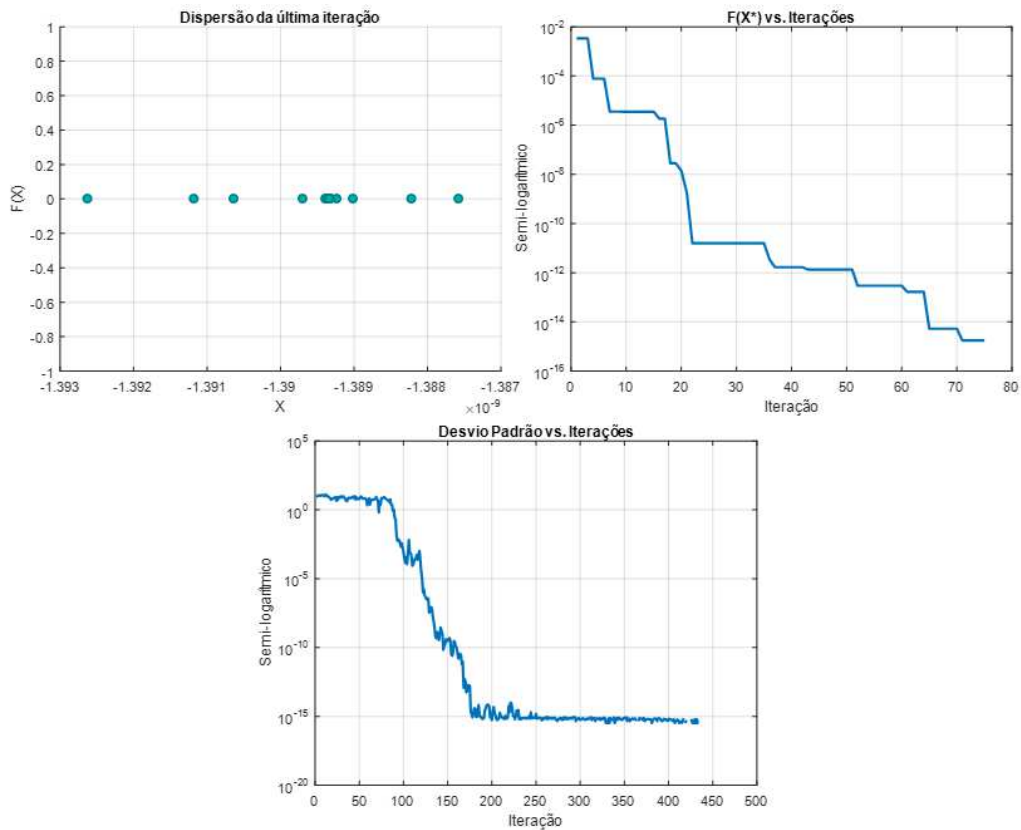 Dispersão da última iteração
1
0.8
0.6
0.4
0.2
0
-0.2
-0.4
-0.6
-0.8
-1
F(X)
-1.393 -1.392 -1.391 -1.39 -1.389 -1.388 -1.387
X
×10-9
F(X*) vs. Iterações
10-2
10-4
10-6
10-8
10-10
10-12
10-14
10-16
Semi-logarítmico
0 10 20 30 40 50 60 70 80
Iteração
Desvio Padrão vs. Iterações
105
100
10-5
10-10
10-15
10-20
Semi-logarítmico
0 50 100 150 200 250 300 350 400 450 500
Iteração